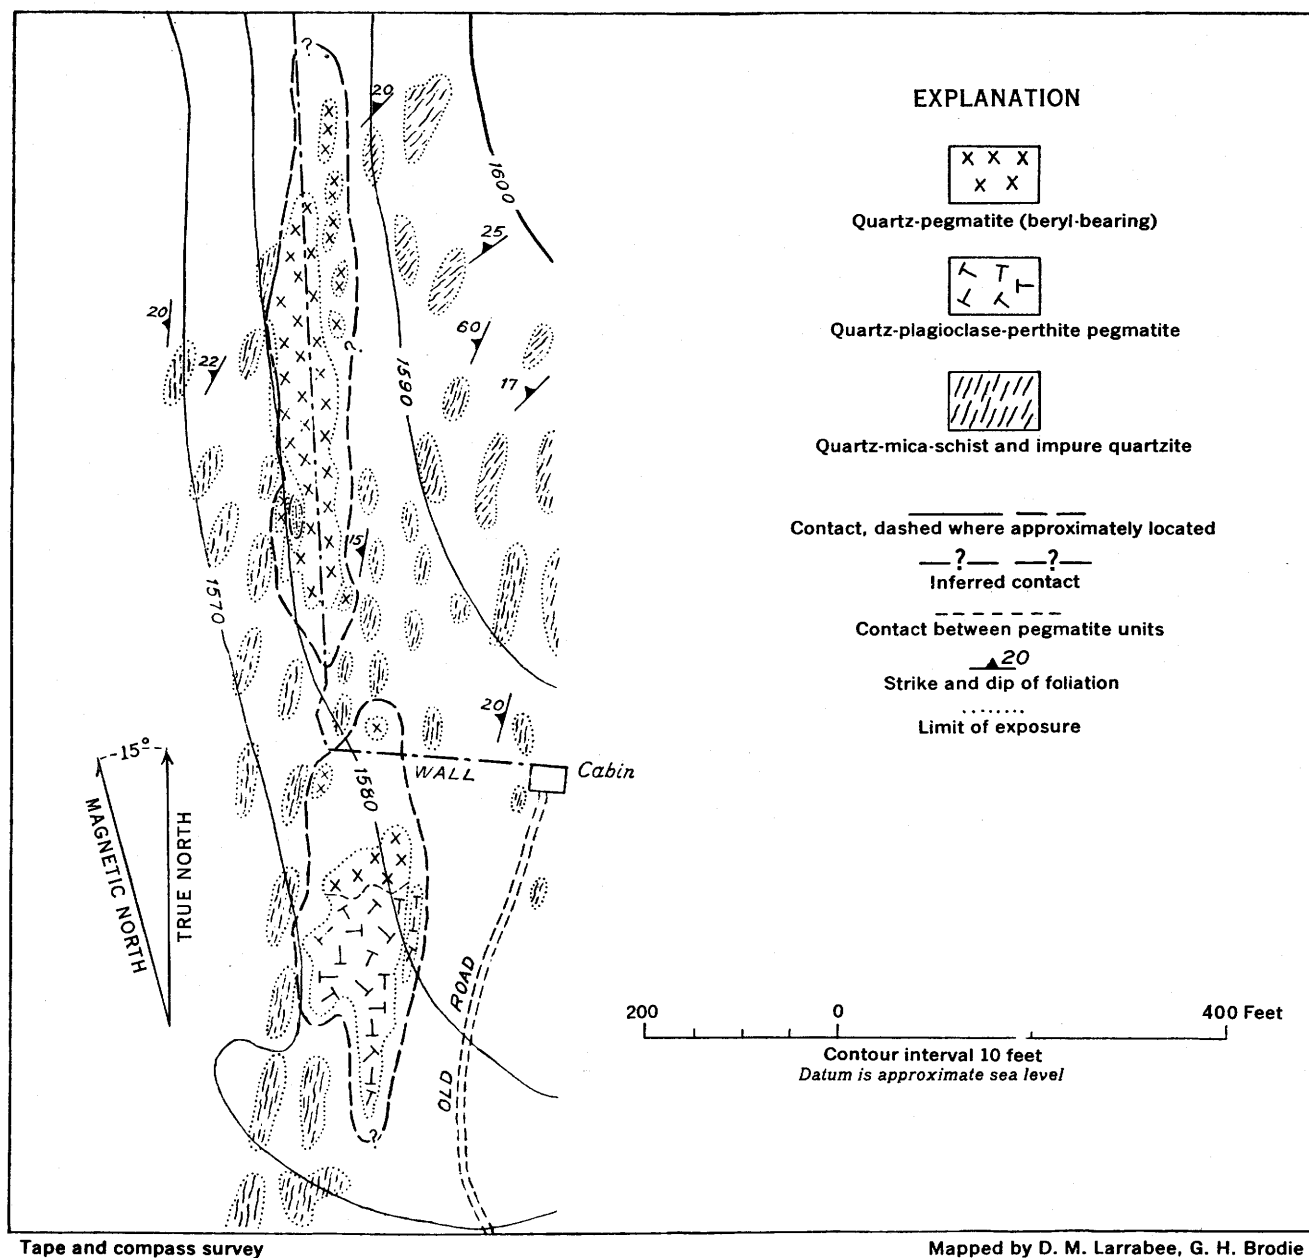 ?
20
1600
25
20
60
?
22
17
1590
15
1570
20
-15°-
WALL
Cabin
1580
MAGNETIC NORTH
TRUE NORTH
OLD ROAD
?
EXPLANATION
Quartz-pegmatite (beryl-bearing)
Quartz-plagioclase-perthite pegmatite
Quartz-mica-schist and impure quartzite
Contact, dashed where approximately located
? ?
Inferred contact
Contact between pegmatite units
20
Strike and dip of foliation
Limit of exposure
200 0 400 Feet
Contour interval 10 feet
Datum is approximate sea level
Tape and compass survey
Mapped by D. M. Larrabee, G. H. Brodie